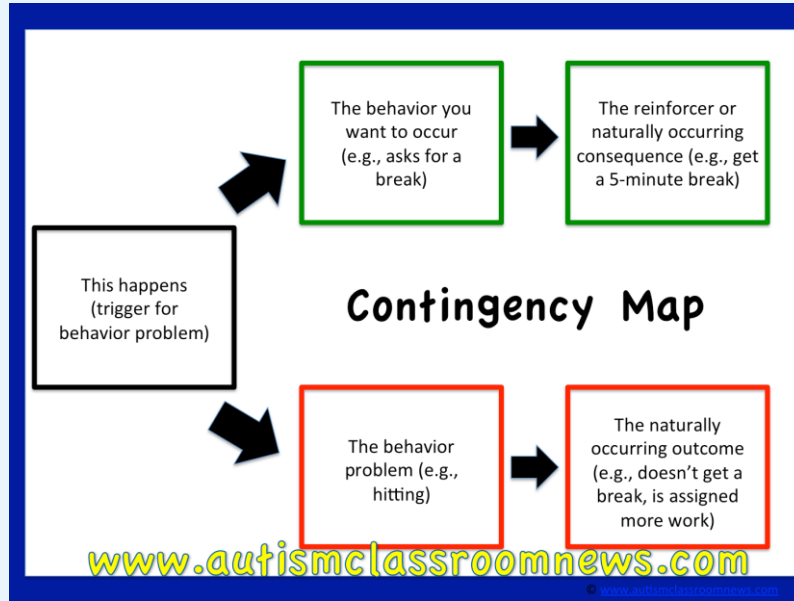 The behavior you
want to occur
(e.g., asks for a
break)
The reinforcer or
naturally occurring
consequence (e.g., get
a 5-minute break)
This happens
(trigger for
behavior problem)
Contingency Map
The behavior
problem (e.g.,
hitting)
The naturally
occurring outcome
(e.g., doesn’t get a
break, is assigned
more work)
www.autismclassroomnews.com
© www.autismclassroomnews.com